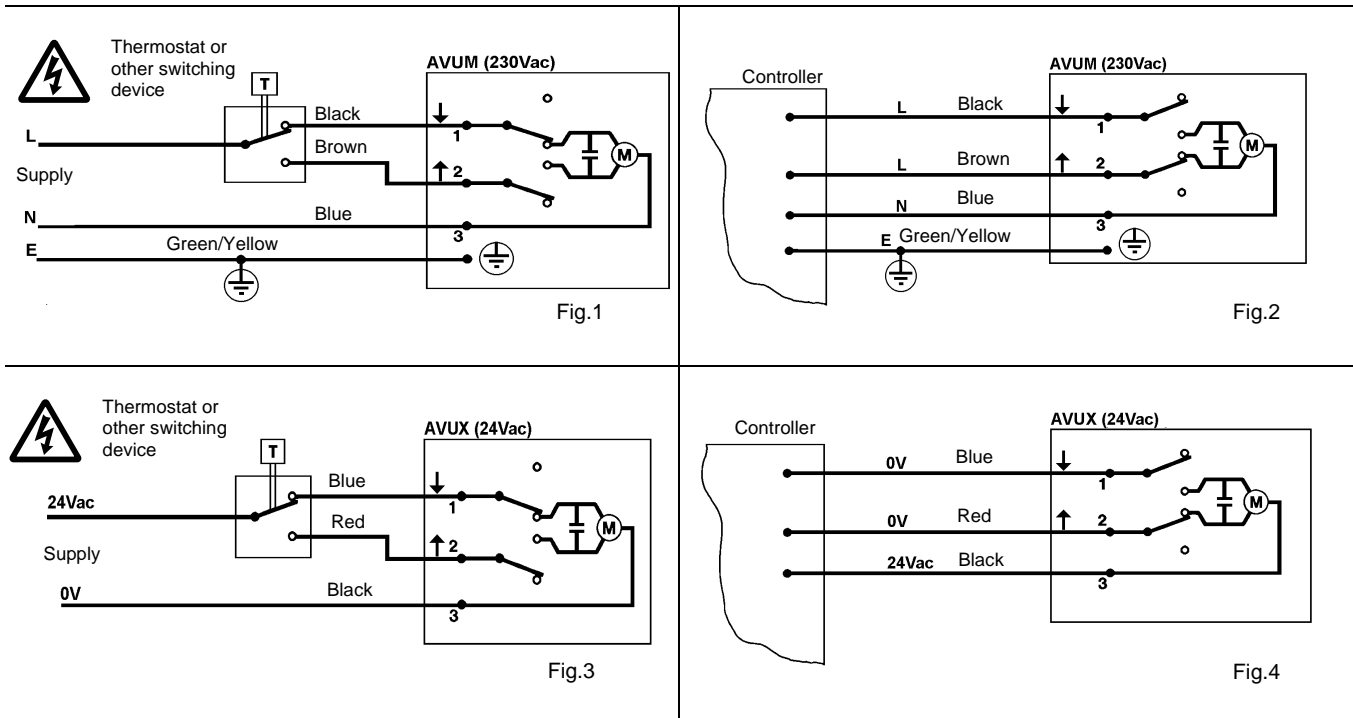 Thermostat or
other switching
device
AVUM (230Vac)
T
Black
L
1
Brown
M
Supply
2
Blue
N
3
Green/Yellow
E
Fig.1
Controller
AVUM (230Vac)
L Black
1
M
L Brown
2
N Blue
3
E Green/Yellow
Fig.2
Thermostat or
other switching
device
AVUX (24Vac)
T
Blue
24Vac
1
Red
M
Supply
2
Black
0V
3
Fig.3
Controller
AVUX (24Vac)
0V Blue
1
M
0V Red
2
24Vac Black
3
Fig.4